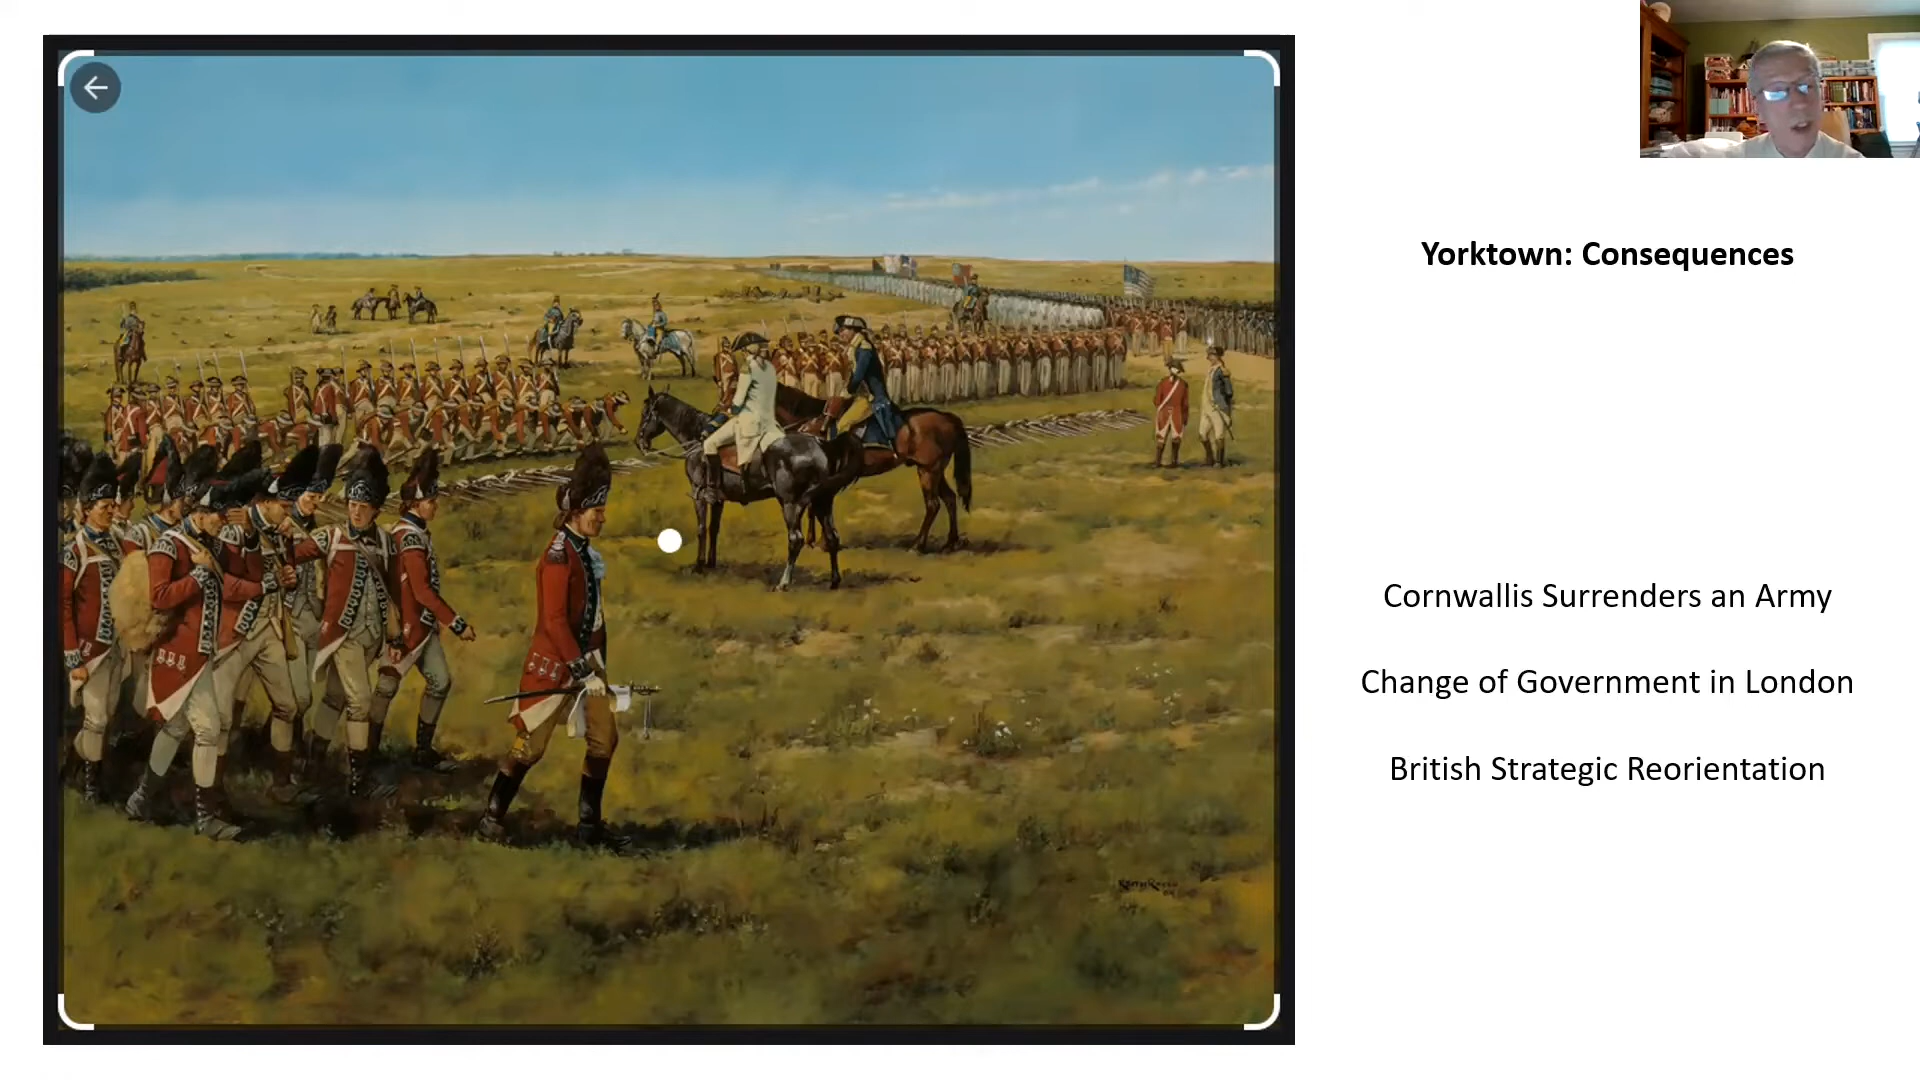 Yorktown: Consequences
Cornwallis Surrenders an Army
Change of Government in London
British Strategic Reorientation